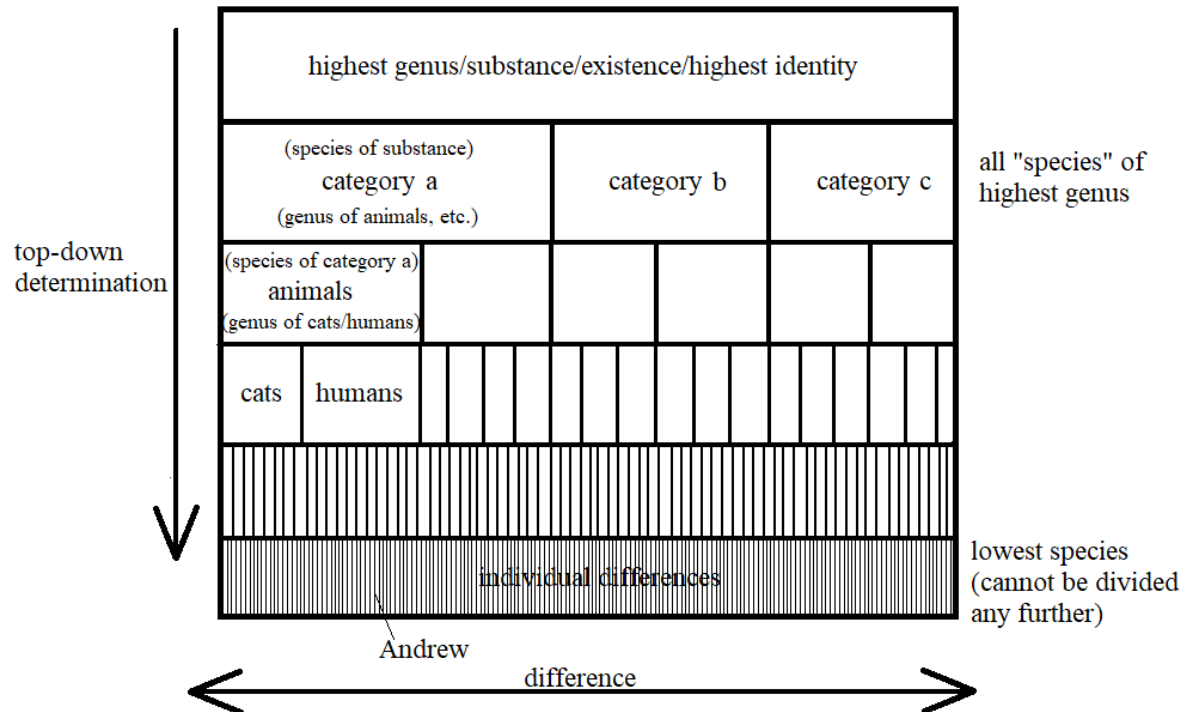 highest genus/substance/existence/highest identity
(species of substance)
category a
(genus of animals, etc.)
category b
category c
all "species" of
highest genus
top-down
determination
(species of category a)
animals
(genus of cats/humans)
cats
humans
individual differences
lowest species
(cannot be divided
any further)
Andrew
difference